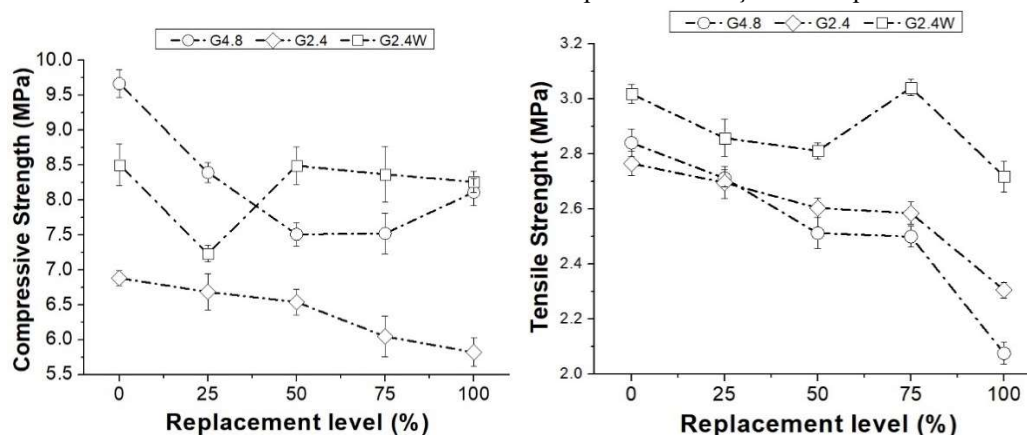 G4.8 G2.4 G2.4W
10.0
9.5
9.0
8.5
8.0
7.5
7.0
6.5
6.0
5.5
Compressive Strength (MPa)
0 25 50 75 100
Replacement level (%)
G4.8 G2.4 G2.4W
3.2
3.0
2.8
2.6
2.4
2.2
2.0
Tensile Strenght (MPa)
0 25 50 75 100
Replacement level (%)